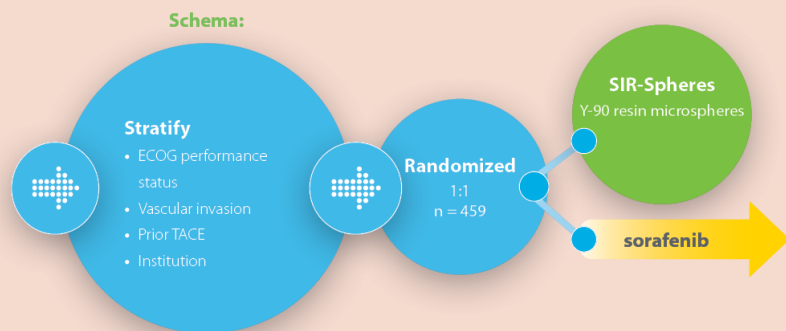 Schema:
Stratify
• ECOG performance
status
• Vascular invasion
• Prior TACE
• Institution
Randomized
1:1
n = 459
SIR-Spheres
Y-90 resin microspheres
sorafenib